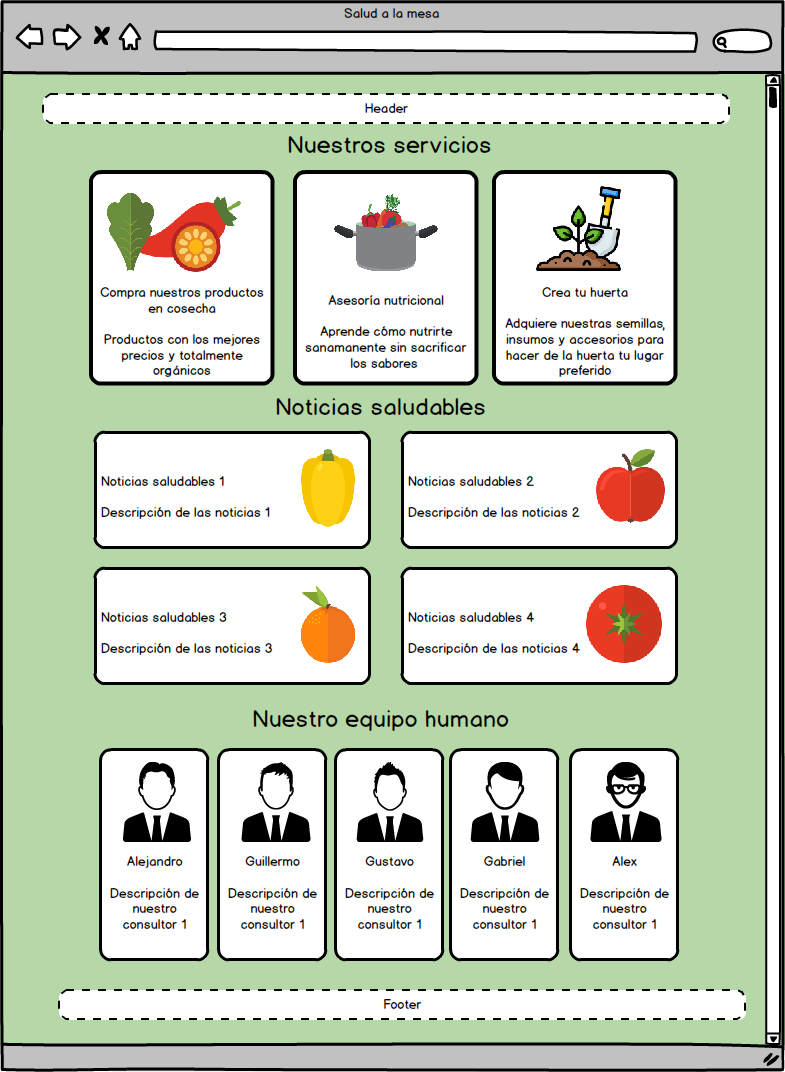 Salud a la mesa
Header
Nuestros servicios
Compra nuestros productos
en cosecha
Productos con los mejores
precios y totalmente
orgánicos
Asesoría nutricional
Aprende cómo nutrirte
sanamanente sin sacrificar
los sabores
Crea tu huerta
Adquiere nuestras semillas,
insumos y accesorios para
hacer de la huerta tu lugar
preferido
Noticias saludables
Noticias saludables 1
Descripción de las noticias 1
Noticias saludables 2
Descripción de las noticias 2
Noticias saludables 3
Descripción de las noticias 3
Noticias saludables 4
Descripción de las noticias 4
Nuestro equipo humano
Alejandro
Descripción de
nuestro
consultor 1
Guillermo
Descripción de
nuestro
consultor 1
Gustavo
Descripción de
nuestro
consultor 1
Gabriel
Descripción de
nuestro
consultor 1
Alex
Descripción de
nuestro
consultor 1
Footer